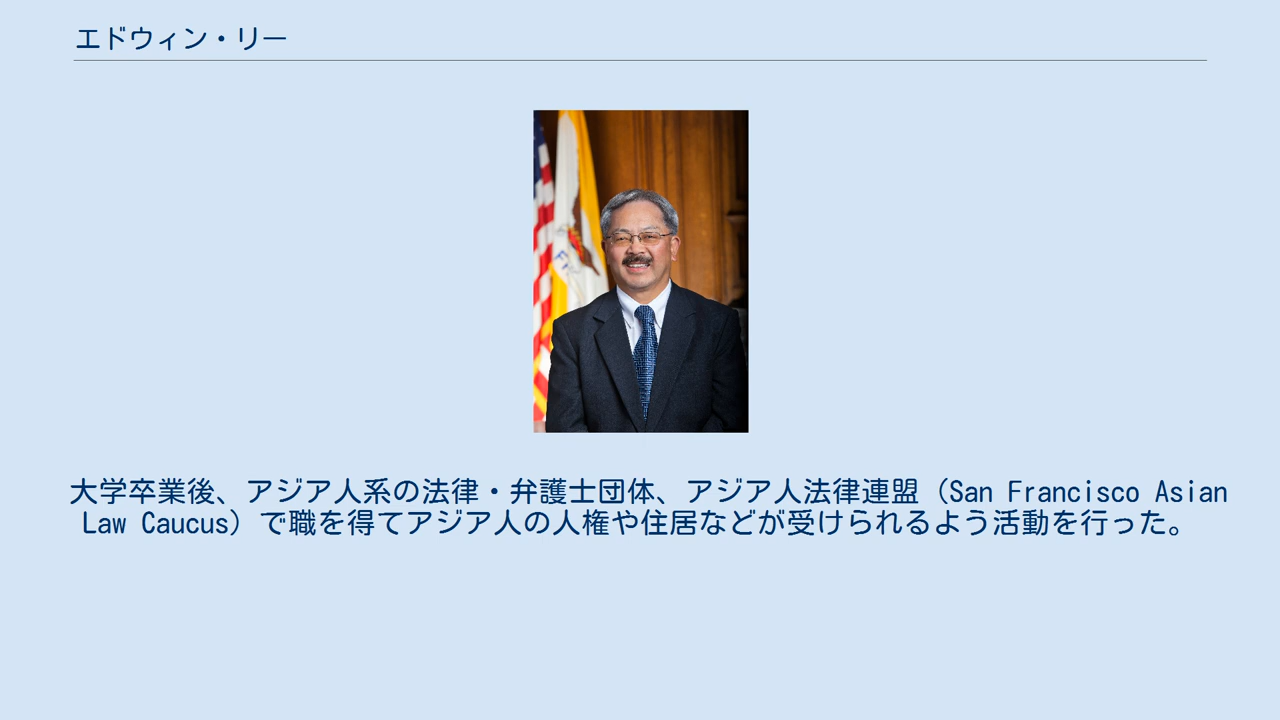 エドウィン・リー
大学卒業後、アジア人系の法律・弁護士団体、アジア人法律連盟（San Francisco Asian
Law Caucus）で職を得てアジア人の人権や住居などが受けられるよう活動を行った。